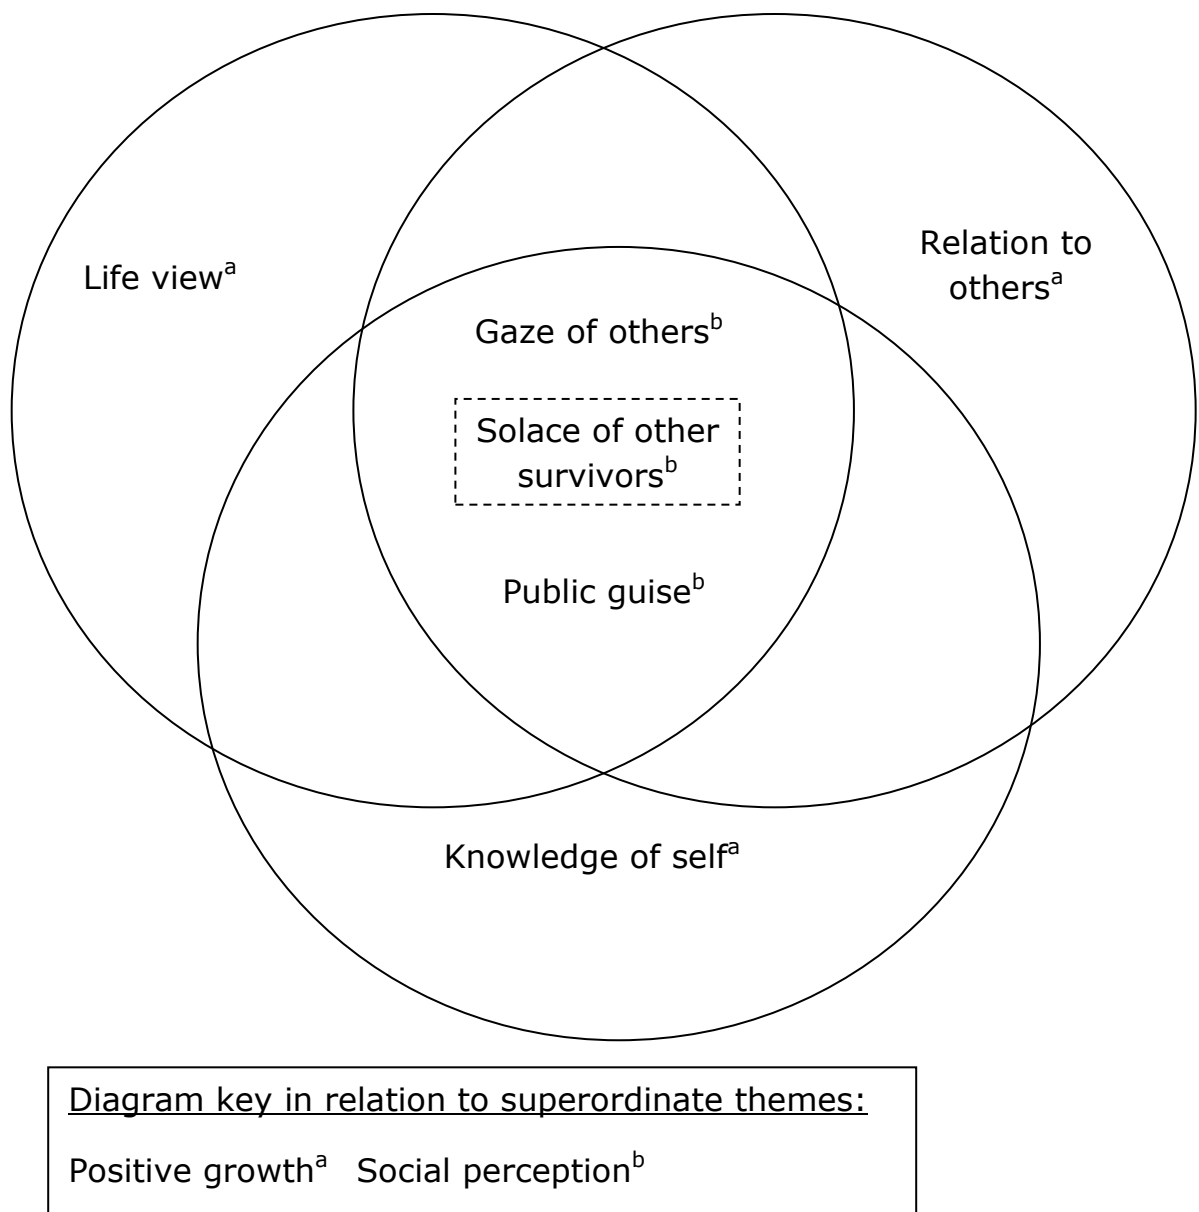 Relation to
others^a
Life view^a
Gaze of others^b
Solace of other
survivors^b
Public guise^b
Knowledge of self^a
Diagram key in relation to superordinate themes:
Positive growth^a Social perception^b